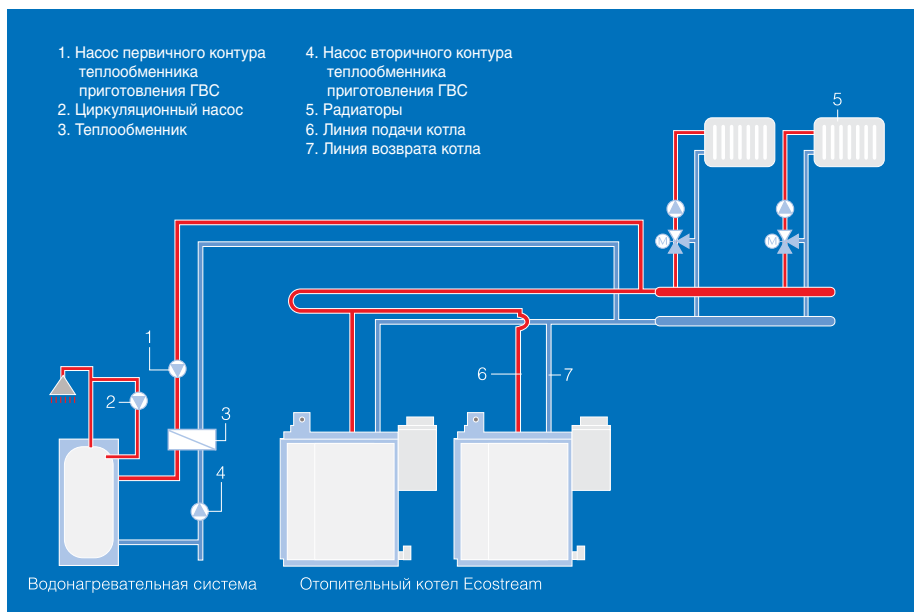 1. Насос первичного контура
теплообменника
приготовления ГВС
2. Циркуляционный насос
3. Теплообменник
4. Насос вторичного контура
теплообменника
приготовления ГВС
5. Радиаторы
6. Линия подачи котла
7. Линия возврата котла
5
M
M
1
6
7
2
3
4
Водонагревательная система
Отопительный котел Ecostream